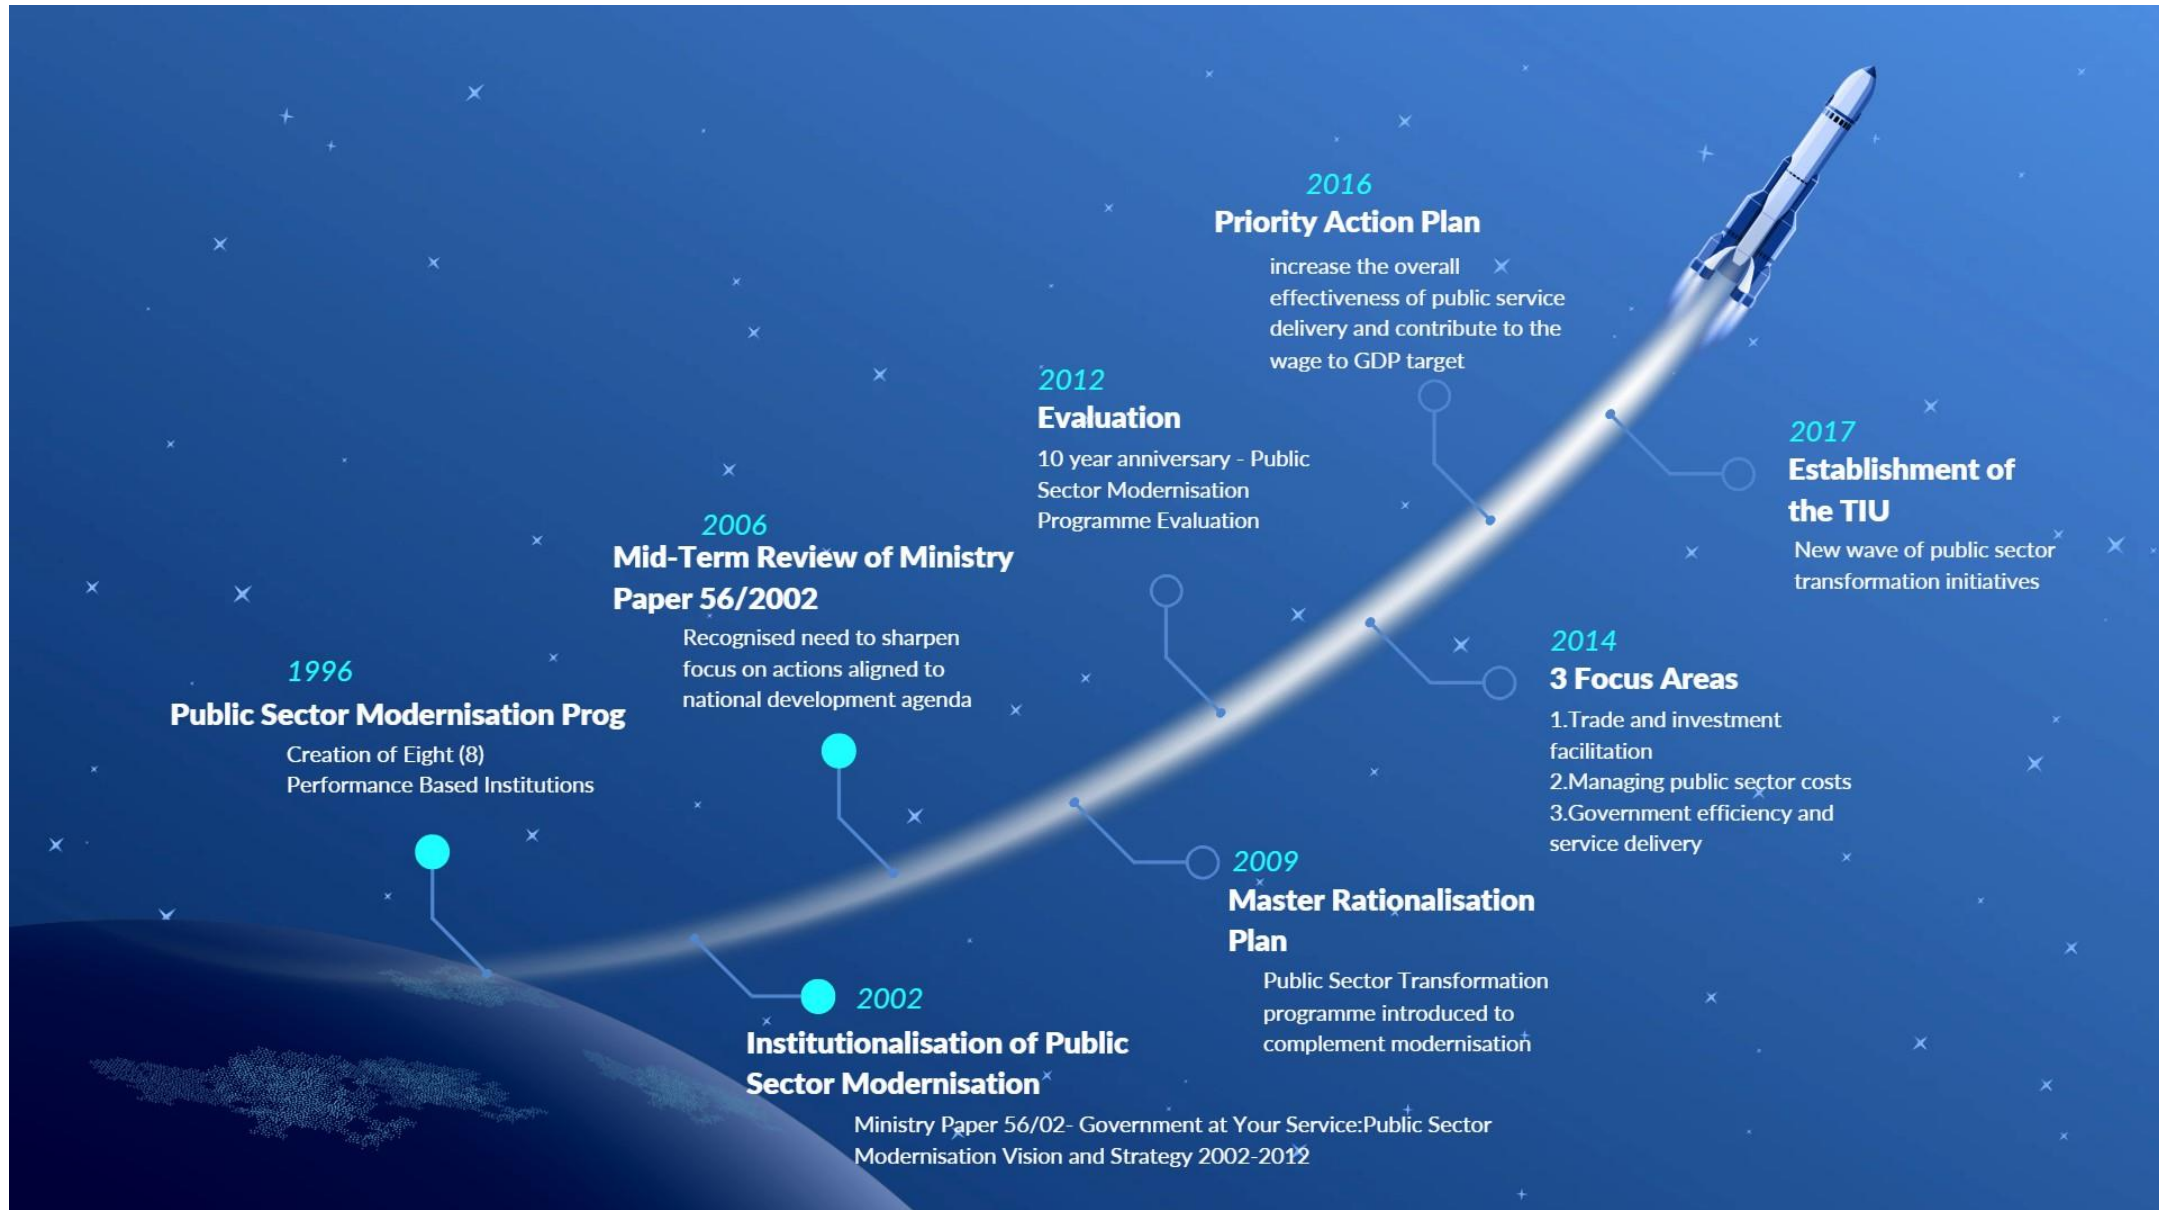 1996
Public Sector Modernisation Prog
Creation of Eight (8)
Performance Based Institutions
2002
Institutionalisation of Public
Sector Modernisation
Ministry Paper 56/02- Government at Your Service:Public Sector
Modernisation Vision and Strategy 2002-2012
2006
Mid-Term Review of Ministry
Paper 56/2002
Recognised need to sharpen
focus on actions aligned to
national development agenda
2009
Master Rationalisation
Plan
Public Sector Transformation
programme introduced to
complement modernisation
2012
Evaluation
10 year anniversary - Public
Sector Modernisation
Programme Evaluation
2014
3 Focus Areas
1.Trade and investment
facilitation
2.Managing public sector costs
3.Government efficiency and
service delivery
2016
Priority Action Plan
increase the overall
effectiveness of public service
delivery and contribute to the
wage to GDP target
2017
Establishment of
the TIU
New wave of public sector
transformation initiatives